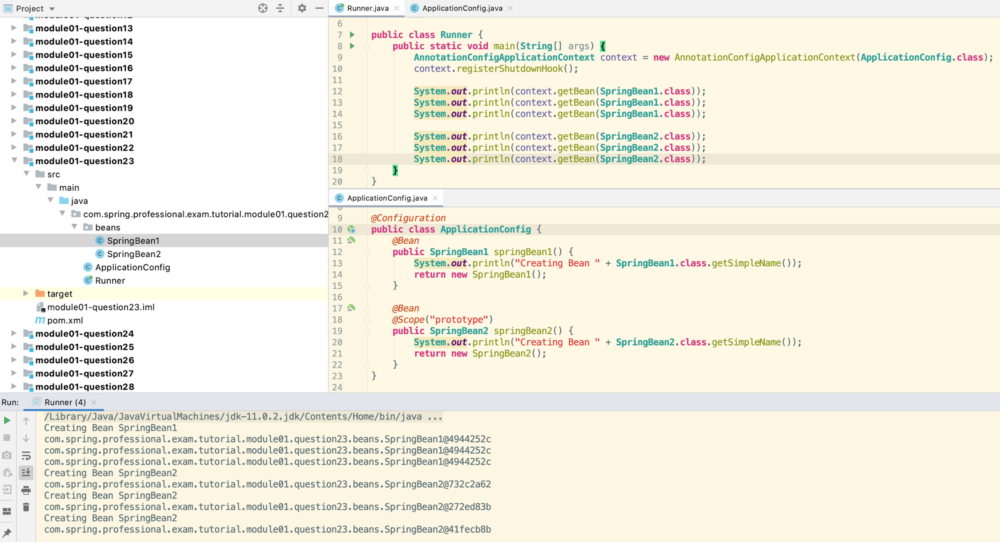 Project
module01-question13
module01-question14
module01-question15
module01-question16
module01-question17
module01-question18
module01-question19
module01-question20
module01-question21
module01-question22
module01-question23
src
main
java
com.spring.professional.exam.tutorial.module01.question2
beans
SpringBean1
SpringBean2
ApplicationConfig
Runner
target
module01-question23.iml
pom.xml
module01-question24
module01-question25
module01-question26
module01-question27
module01-question28
Runner.java
ApplicationConfig.java
6
7 public class Runner {
8 public static void main(String[] args) {
9 AnnotationConfigApplicationContext context = new AnnotationConfigApplicationContext(ApplicationConfig.class);
10 context.registerShutdownHook();
11
12 System.out.println(context.getBean(SpringBean1.class));
13 System.out.println(context.getBean(SpringBean1.class));
14 System.out.println(context.getBean(SpringBean1.class));
15
16 System.out.println(context.getBean(SpringBean2.class));
17 System.out.println(context.getBean(SpringBean2.class));
18 System.out.println(context.getBean(SpringBean2.class));
19 }
20 }
ApplicationConfig.java
9 @Configuration
10 public class ApplicationConfig {
11 @Bean
12 public SpringBean1 springBean1() {
13 System.out.println("Creating Bean " + SpringBean1.class.getSimpleName());
14 return new SpringBean1();
15 }
16
17 @Bean
18 @Scope("prototype")
19 public SpringBean2 springBean2() {
20 System.out.println("Creating Bean " + SpringBean2.class.getSimpleName());
21 return new SpringBean2();
22 }
23 }
24
Run: Runner (4)
/Library/Java/JavaVirtualMachines/jdk-11.0.2.jdk/Contents/Home/bin/java ...
Creating Bean SpringBean1
com.spring.professional.exam.tutorial.module01.question23.beans.SpringBean1@4944252c
com.spring.professional.exam.tutorial.module01.question23.beans.SpringBean1@4944252c
com.spring.professional.exam.tutorial.module01.question23.beans.SpringBean1@4944252c
Creating Bean SpringBean2
com.spring.professional.exam.tutorial.module01.question23.beans.SpringBean2@732c2a62
Creating Bean SpringBean2
com.spring.professional.exam.tutorial.module01.question23.beans.SpringBean2@272ed83b
Creating Bean SpringBean2
com.spring.professional.exam.tutorial.module01.question23.beans.SpringBean2@41fecb8b